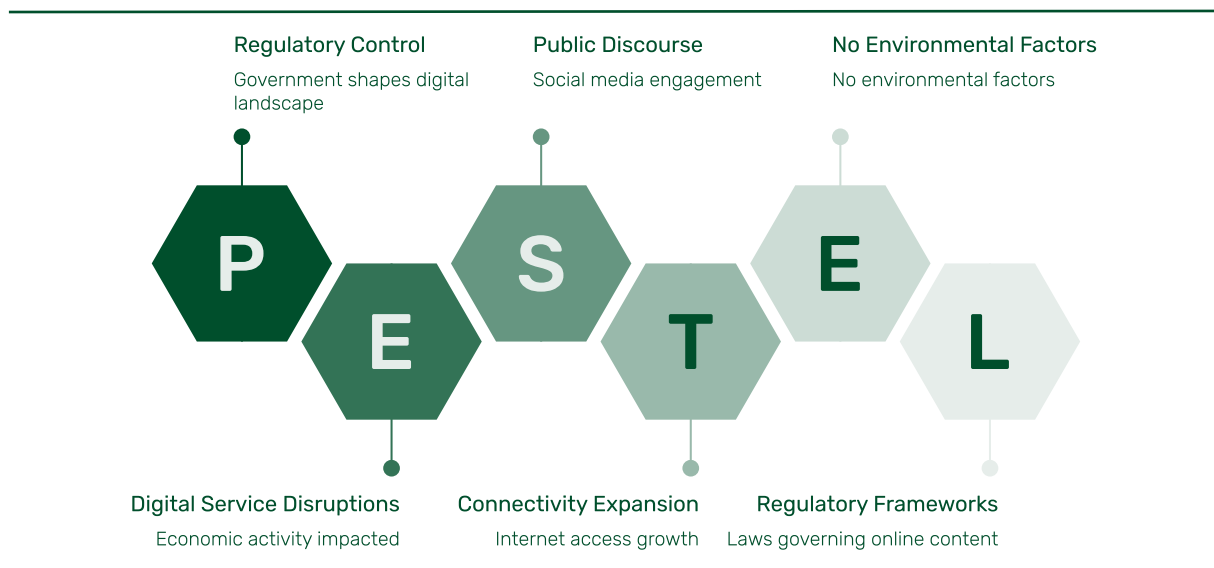 Regulatory Control
Government shapes digital
landscape
Public Discourse
Social media engagement
No Environmental Factors
No environmental factors
P
E
S
T
E
L
Digital Service Disruptions
Economic activity impacted
Connectivity Expansion
Internet access growth
Regulatory Frameworks
Laws governing online content